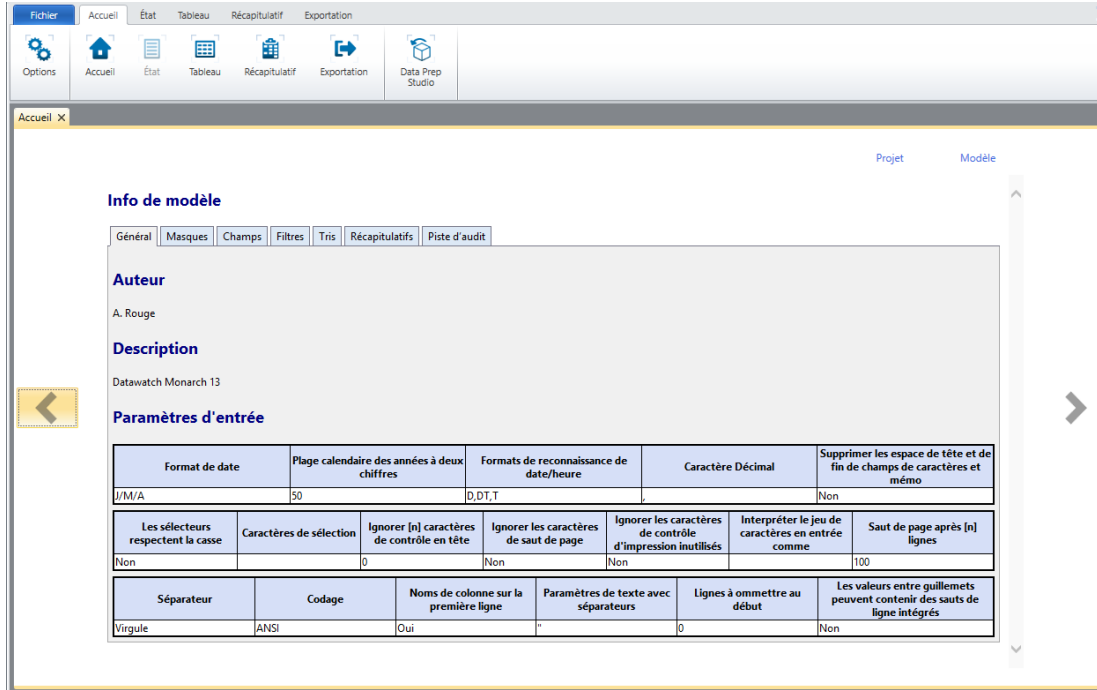 Fichier Accueil État Tableau Récapitulatif Exportation
Options Accueil État Tableau Récapitulatif Exportation Data Prep
Studio
Accueil X
Projet Modèle
Info de modèle
Général Masques Champs Filtres Tris Récapitulatifs Piste d'audit
Auteur
A. Rouge
Description
Datawatch Monarch 13
Paramètres d'entrée
Format de date
Plage calendaire des années à deux
chiffres
Formats de reconnaissance de
date/heure
Caractère Décimal
Supprimer les espace de tête et de
fin de champs de caractères et
mémo
J/M/A 50 D,DT,T , Non
Les sélecteurs
respectent la casse
Caractères de sélection
Ignorer [n] caractères
de contrôle en tête
Ignorer les caractères
de saut de page
Ignorer les caractères
de contrôle
d'impression inutilisés
Interpréter le jeu de
caractères en entrée
comme
Saut de page après [n]
lignes
Non 0 Non Non 100
Séparateur
Codage
Noms de colonne sur la
première ligne
Paramètres de texte avec
séparateurs
Lignes à ommettre au
début
Les valeurs entre guillemets
peuvent contenir des sauts de
ligne intégrés
Virgule ANSI Oui " 0 Non